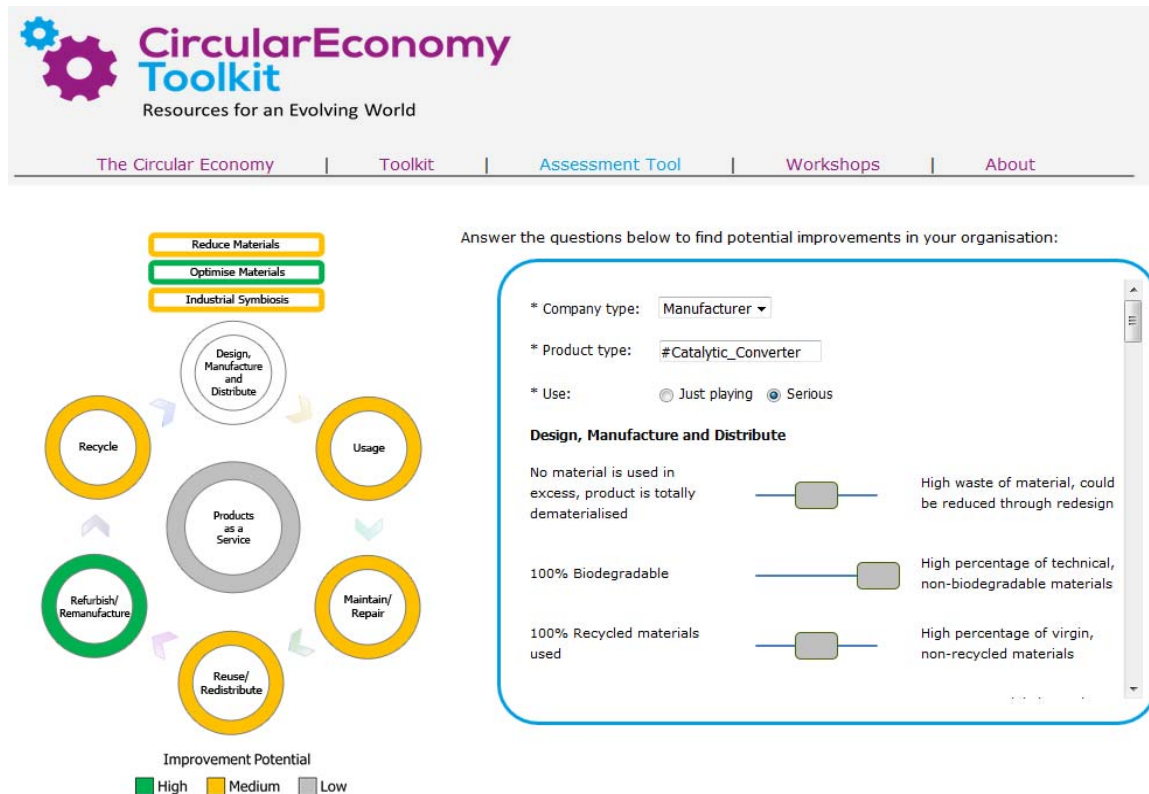 CircularEconomy
Toolkit
Resources for an Evolving World
The Circular Economy | Toolkit | Assessment Tool | Workshops | About
Reduce Materials
Optimise Materials
Industrial Symbiosis
Design,
Manufacture
and
Distribute
Recycle
Usage
Products
as a
Service
Refurbish/
Remanufacture
Maintain/
Repair
Reuse/
Redistribute
Improvement Potential
High Medium Low
Answer the questions below to find potential improvements in your organisation:
* Company type: Manufacturer
* Product type: #Catalytic_Converter
* Use: Just playing Serious
Design, Manufacture and Distribute
No material is used in
excess, product is totally
dematerialised
High waste of material, could
be reduced through redesign
100% Biodegradable
High percentage of technical,
non-biodegradable materials
100% Recycled materials
used
High percentage of virgin,
non-recycled materials